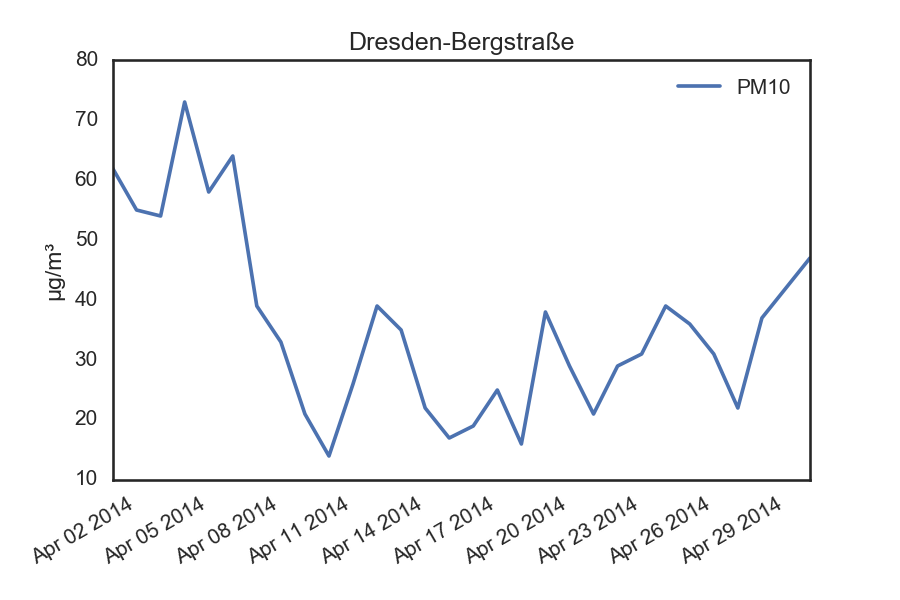 Dresden-Bergstraße
80
70
60
50
40
30
20
10
µg/m³
PM10
Apr 02 2014
Apr 05 2014
Apr 08 2014
Apr 11 2014
Apr 14 2014
Apr 17 2014
Apr 20 2014
Apr 23 2014
Apr 26 2014
Apr 29 2014